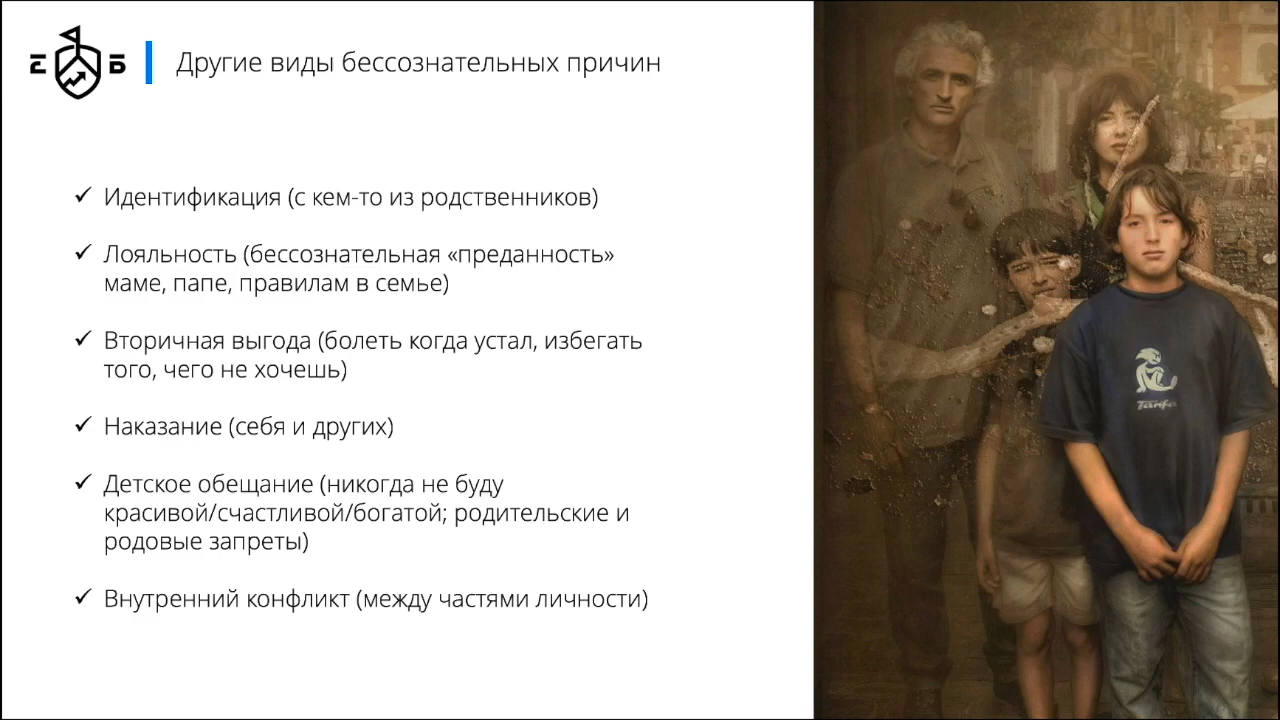 Е Б
Другие виды бессознательных причин
Идентификация (с кем-то из родственников)
Лояльность (бессознательная «преданность»
маме, папе, правилам в семье)
Вторичная выгода (болеть когда устал, избегать
того, чего не хочешь)
Наказание (себя и других)
Детское обещание (никогда не буду
красивой/счастливой/богатой; родительские и
родовые запреты)
Внутренний конфликт (между частями личности)
Tarifa